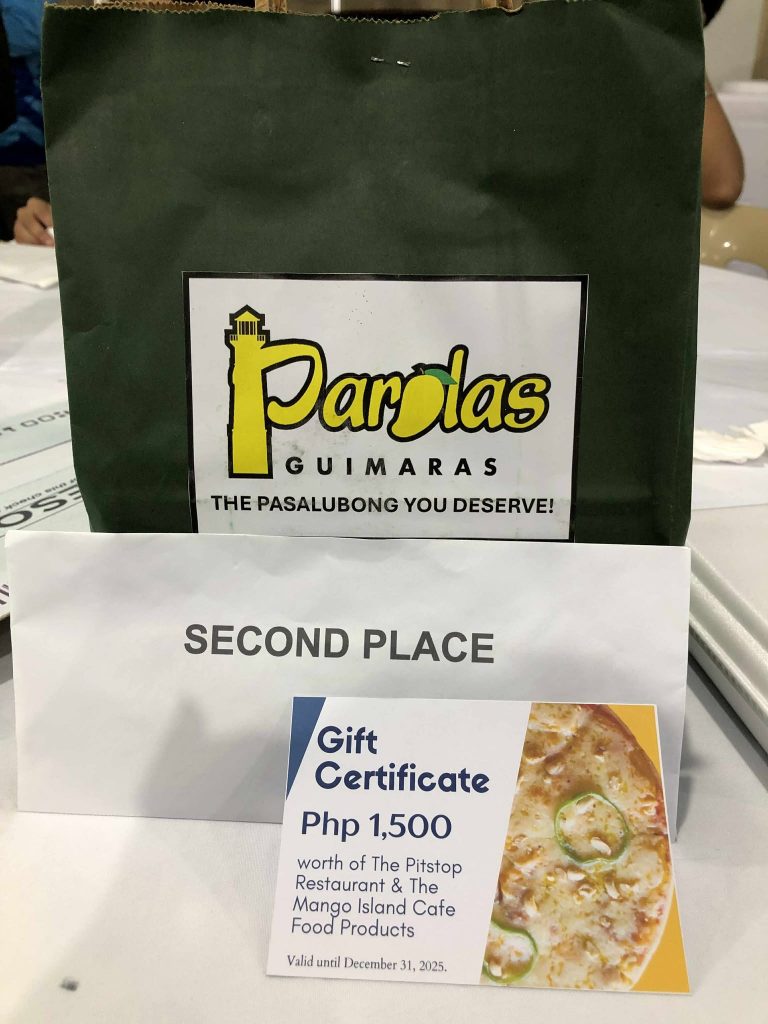 Parolas
GUIMARAS
THE PASALUBONG YOU DESERVE!
SECOND PLACE
Gift
Certificate
Php 1,500
worth of The Pitstop
Restaurant & The
Mango Island Cafe
Food Products
Valid until December 31, 2025.